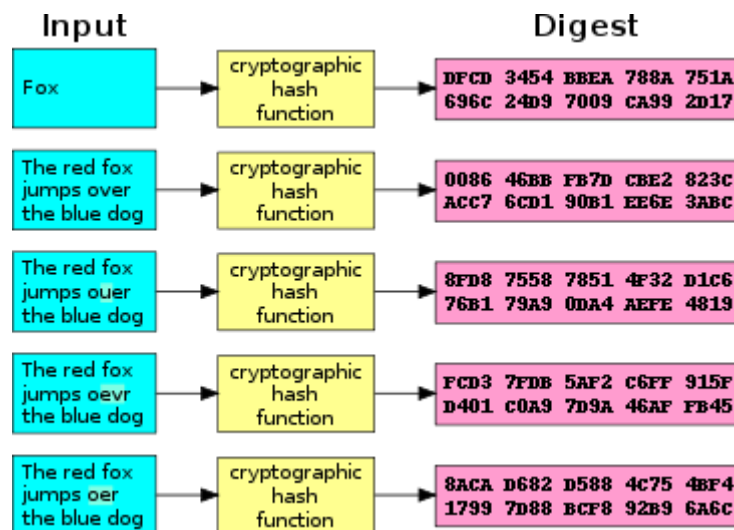 Input
Digest
Fox
cryptographic
hash
function
DFCD 3454 BBEA 788A 751A
696C 24D9 7009 CA99 2D17
The red fox
jumps over
the blue dog
cryptographic
hash
function
0086 46BB FB7D CBE2 823C
ACC7 6CD1 90B1 EE6E 3ABC
The red fox
jumps ouer
the blue dog
cryptographic
hash
function
8FD8 7558 7851 4F32 D1C6
76B1 79A9 0DA4 AEFE 4819
The red fox
jumps oevr
the blue dog
cryptographic
hash
function
FCD3 7FDB 5AF2 C6FF 915F
D401 C0A9 7D9A 46AF FB45
The red fox
jumps oer
the blue dog
cryptographic
hash
function
8ACA D682 D588 4C75 4BF4
1799 7D88 BCF8 92B9 6A6C